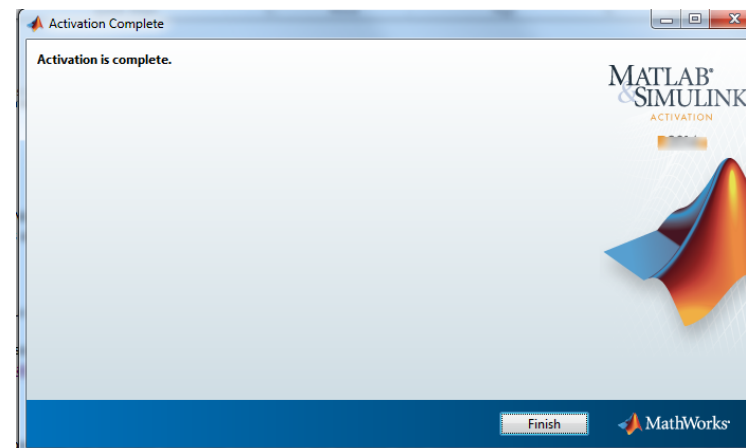 Activation Complete
Activation is complete.
MATLAB®
&SIMULINK
ACTIVATION
Finish
MathWorks®